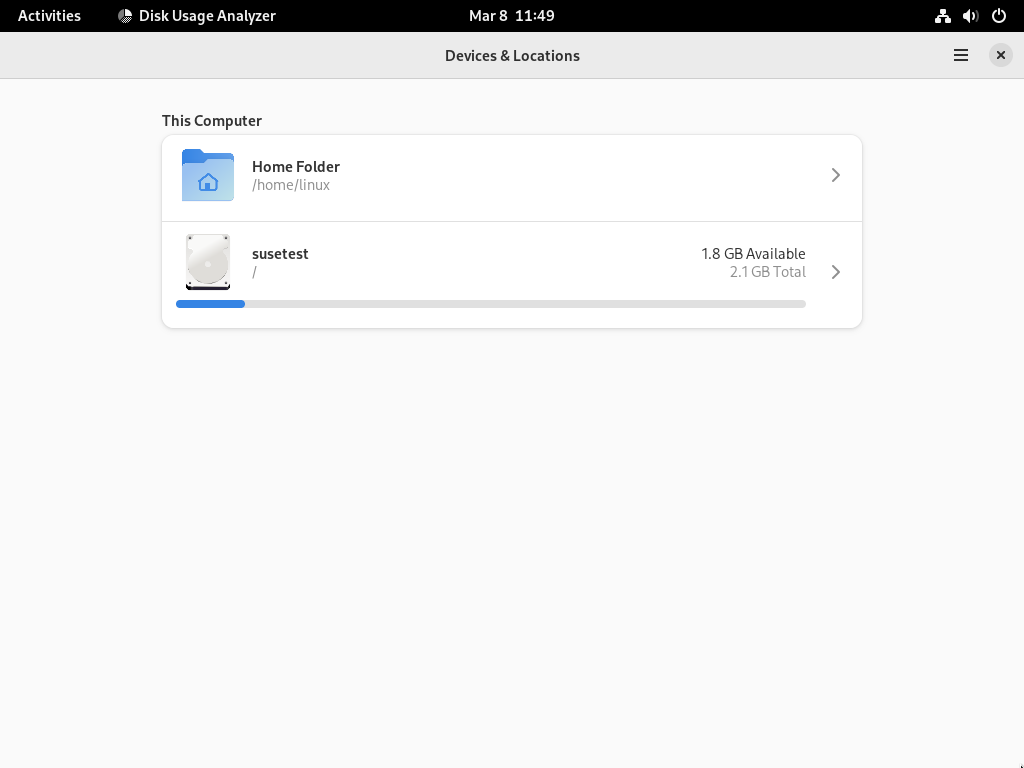 Activities
Disk Usage Analyzer
Mar 8 11:49
Devices & Locations
This Computer
Home Folder
/home/linux
susetest
1.8 GB Available
/
2.1 GB Total